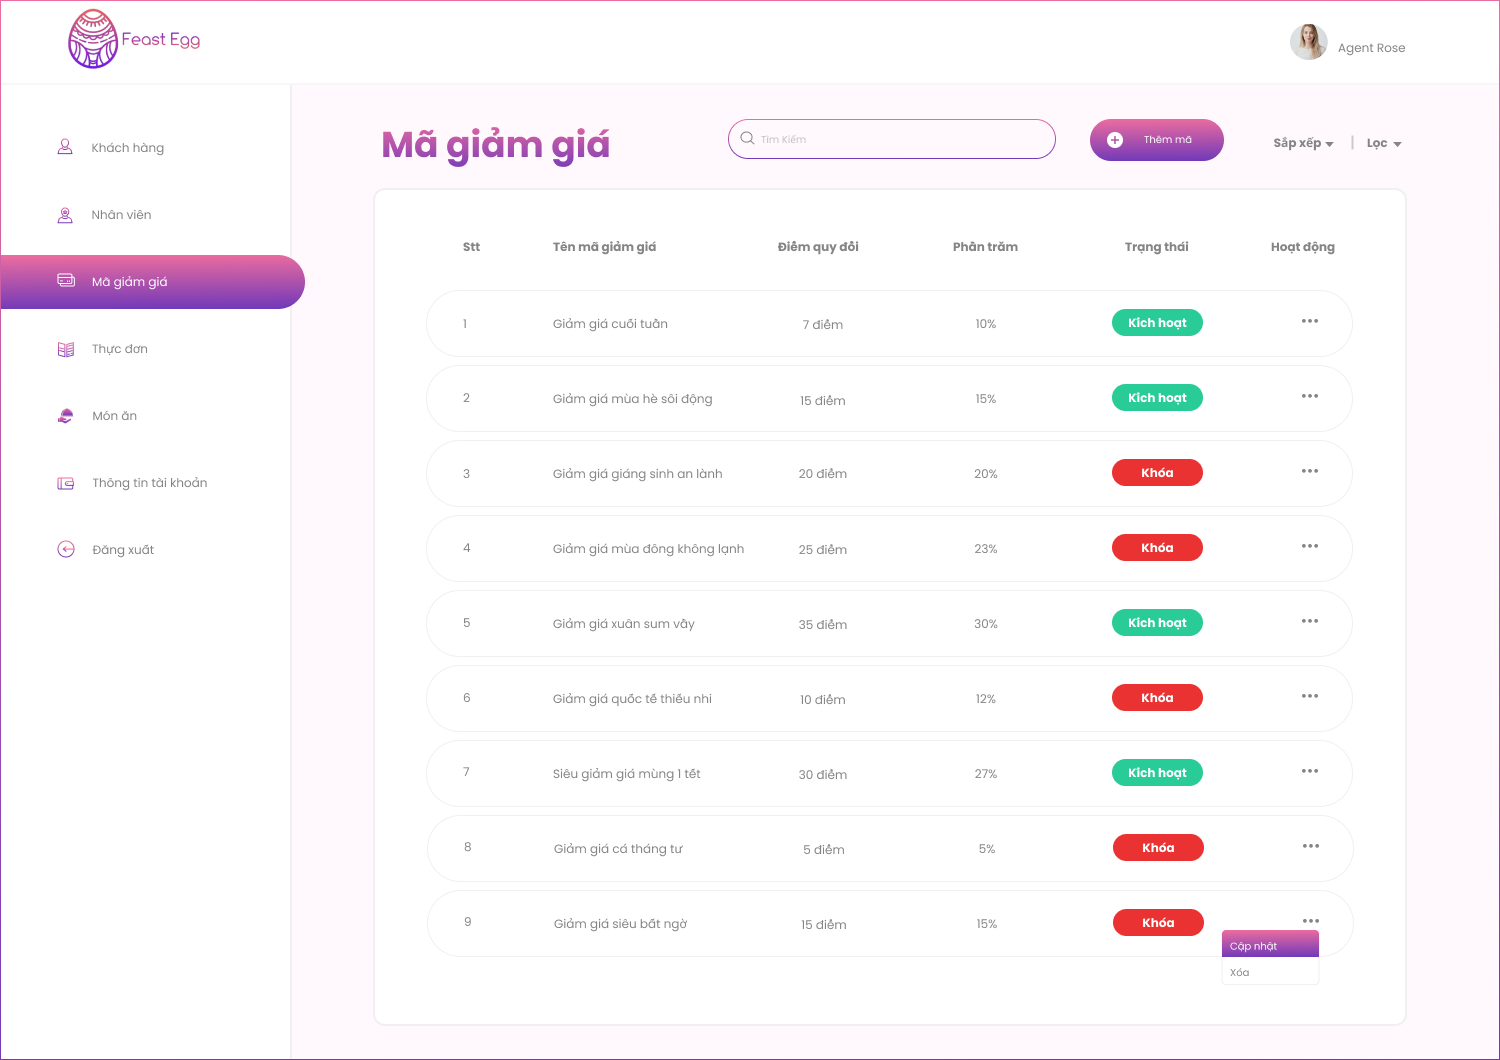 Feast Egg
Agent Rose
Khách hàng
Nhân viên
Mã giảm giá
Thực đơn
Món ăn
Thông tin tài khoản
Đăng xuất
Mã giảm giá
Tìm Kiếm
Thêm mã
Sắp xếp | Lọc
Stt Tên mã giảm giá Điểm quy đổi Phần trăm Trạng thái Hoạt động
1 Giảm giá cuối tuần 7 điểm 10% Kích hoạt
2 Giảm giá mùa hè sôi động 15 điểm 15% Kích hoạt
3 Giảm giá giáng sinh an lành 20 điểm 20% Khóa
4 Giảm giá mùa đông không lạnh 25 điểm 23% Khóa
5 Giảm giá xuân sum vầy 35 điểm 30% Kích hoạt
6 Giảm giá quốc tế thiếu nhi 10 điểm 12% Khóa
7 Siêu giảm giá mùng 1 tết 30 điểm 27% Kích hoạt
8 Giảm giá cá tháng tư 5 điểm 5% Khóa
9 Giảm giá siêu bất ngờ 15 điểm 15% Khóa
Cập nhật
Xóa